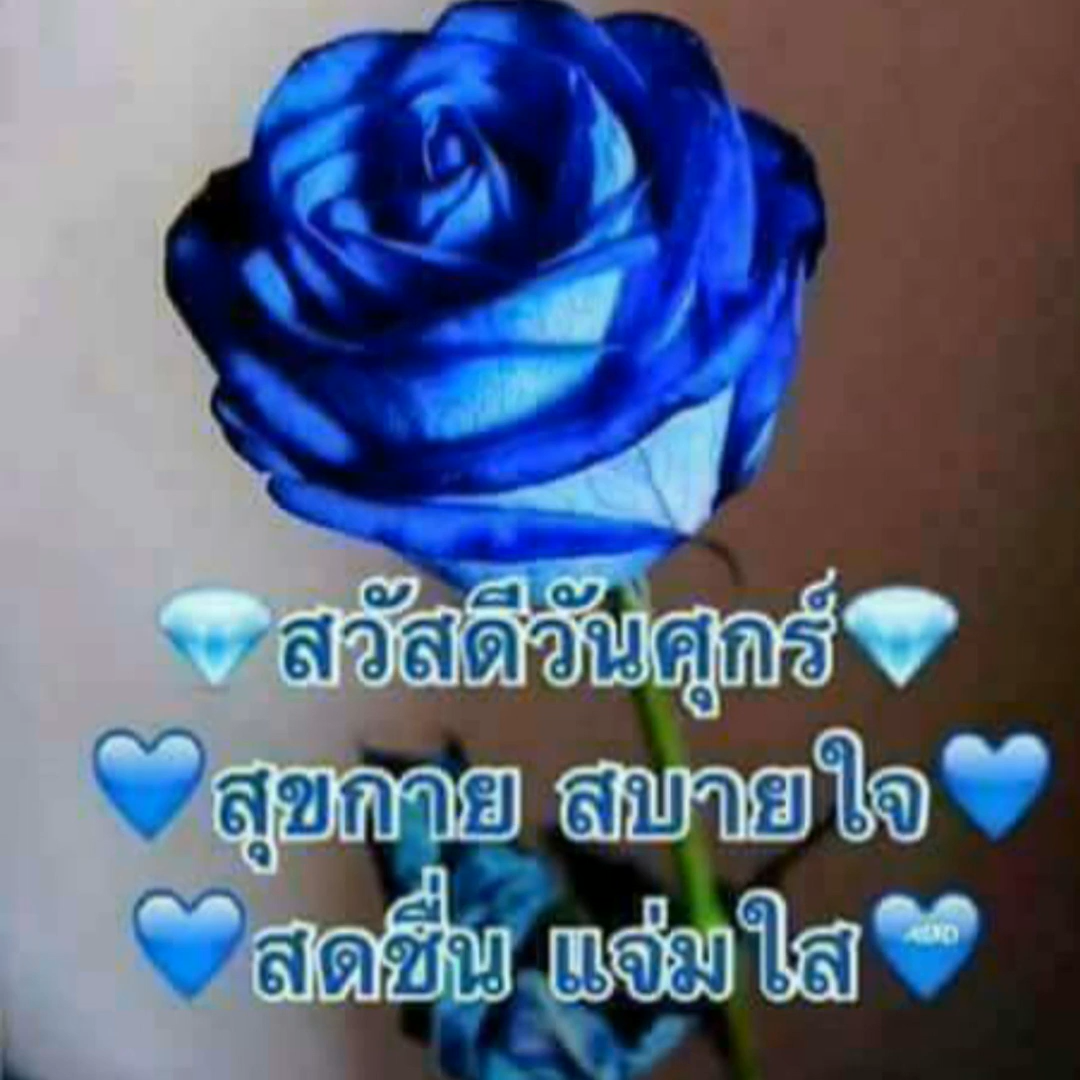 💎สวัสดีวันศุกร์💎
💙สุขกาย สบายใจ💙
💙สดชื่น แจ่มใส💙